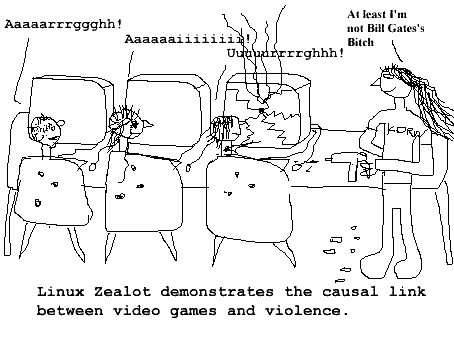 Aaaaarrrggghh!
Aaaaaaiiiiiii!
Uuuuurrrrghhh!
At least I'm
not Bill Gates's
Bitch
KORN
Linux Zealot demonstrates the causal link
between video games and violence.